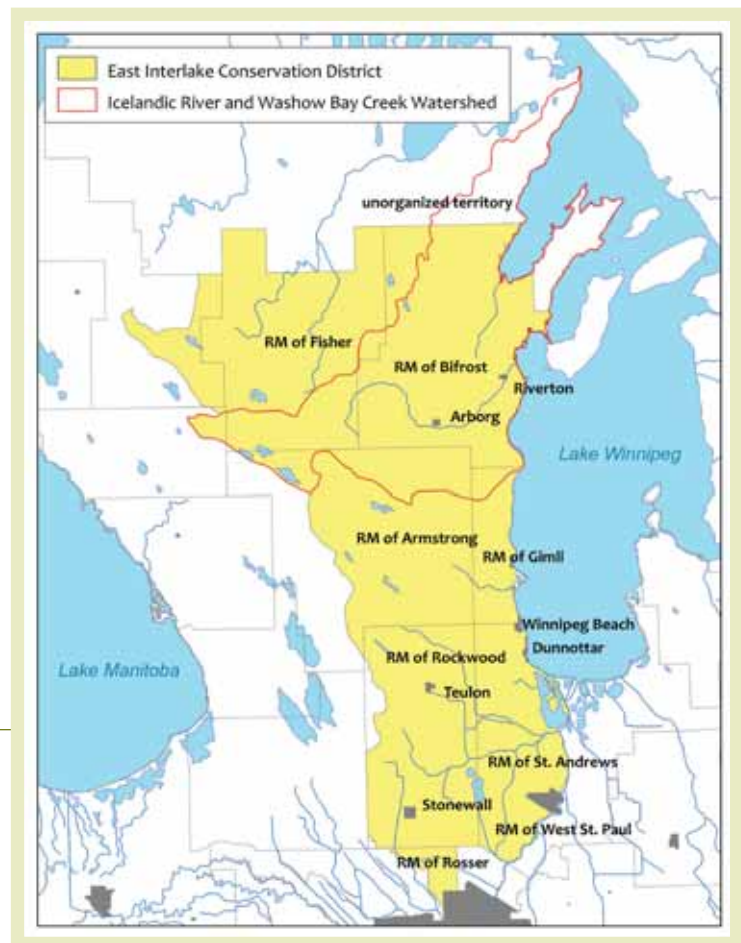 East Interlake Conservation District
Icelandic River and Washow Bay Creek Watershed
unorganized territory
RM of Fisher
RM of Bifrost
Riverton
Arborg
Lake Winnipeg
RM of Armstrong
RM of Gimli
Winnipeg Beach
Dunnottar
RM of Rockwood
Lake Manitoba
Teulon
RM of St. Andrews
Stonewall
RM of West St. Paul
RM of Rosser